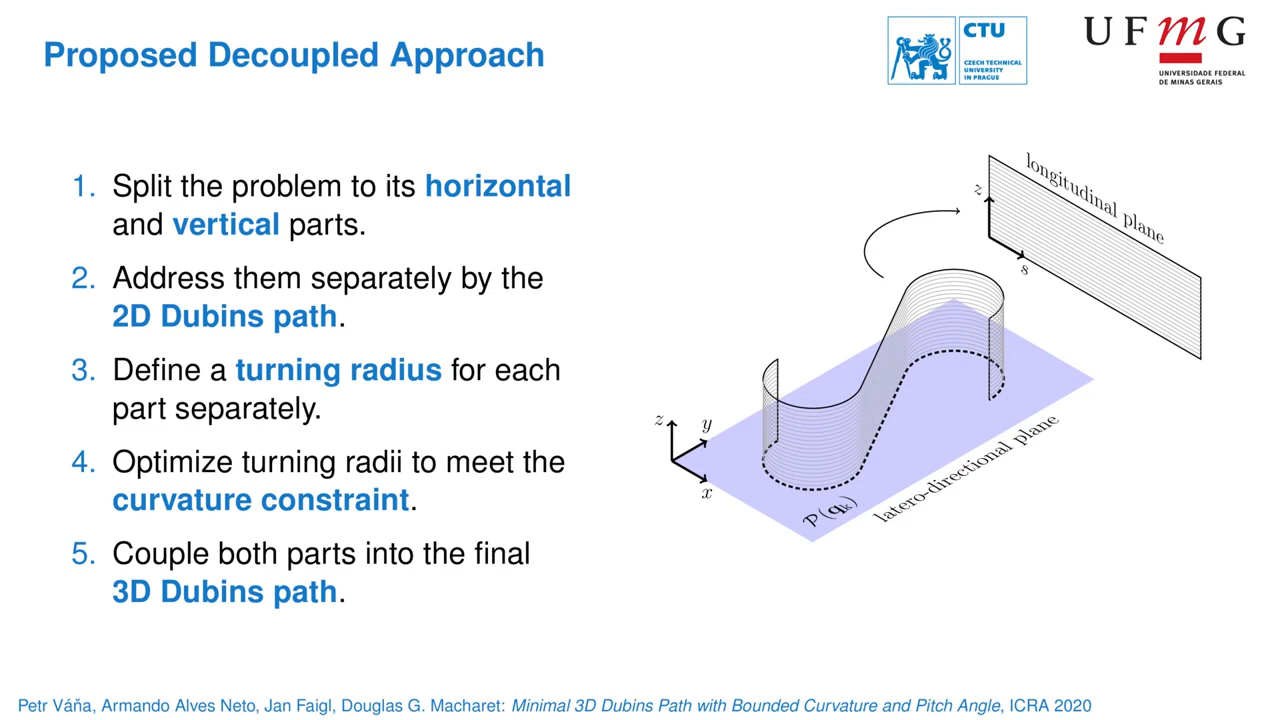 Proposed Decoupled Approach
CTU
CZECH TECHNICAL
UNIVERSITY
IN PRAGUE
U F m G
UNIVERSIDADE FEDERAL
DE MINAS GERAIS
1. Split the problem to its horizontal
and vertical parts.
2. Address them separately by the
2D Dubins path.
3. Define a turning radius for each
part separately.
4. Optimize turning radii to meet the
curvature constraint.
5. Couple both parts into the final
3D Dubins path.
longitudinal plane
z
s
z
y
x
P(qk)
latero-directional plane
Petr Váňa, Armando Alves Neto, Jan Faigl, Douglas G. Macharet: Minimal 3D Dubins Path with Bounded Curvature and Pitch Angle, ICRA 2020